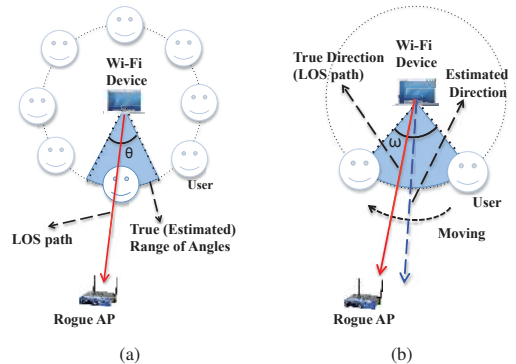 Wi-Fi
Device
θ
User
LOS path
True (Estimated)
Range of Angles
Rogue AP
(a)
True Direction
(LOS path)
Wi-Fi
Device
Estimated
Direction
ω
User
Moving
Rogue AP
(b)